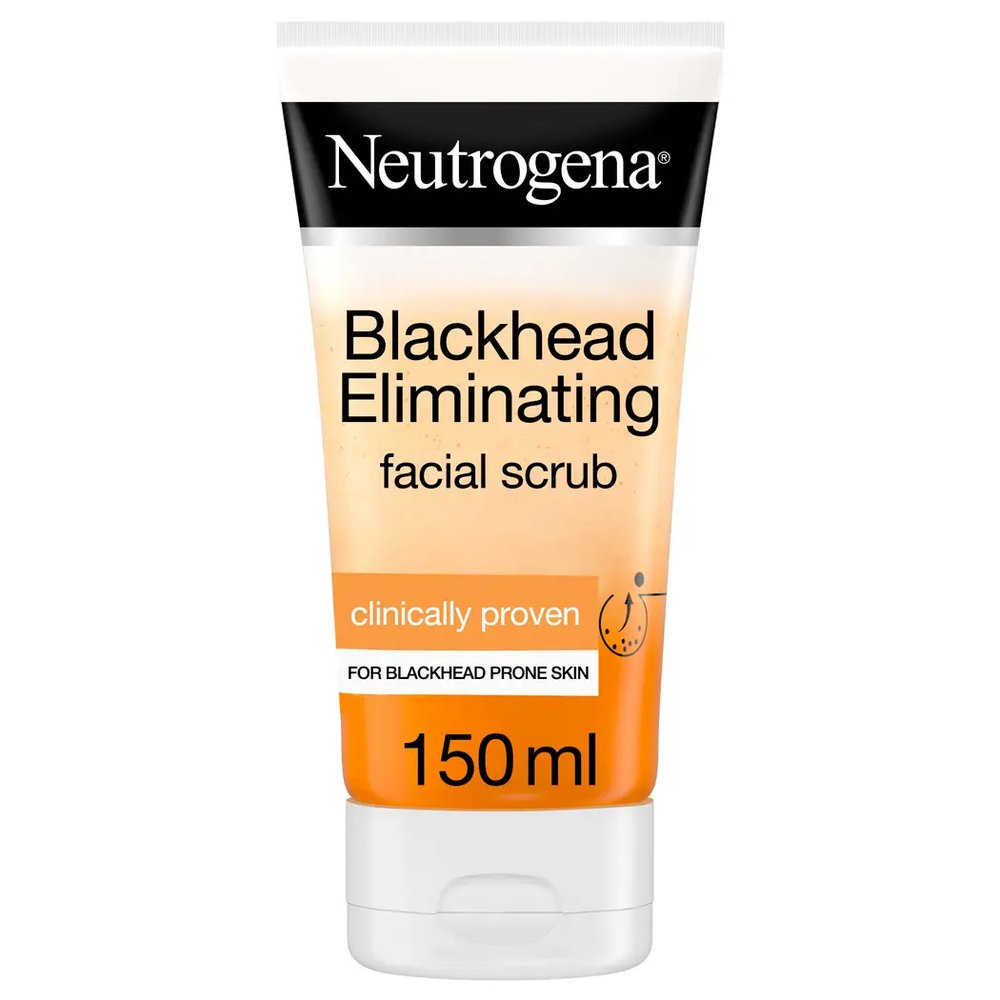 Neutrogena®
Blackhead
Eliminating
facial scrub
clinically proven
FOR BLACKHEAD PRONE SKIN
150 ml